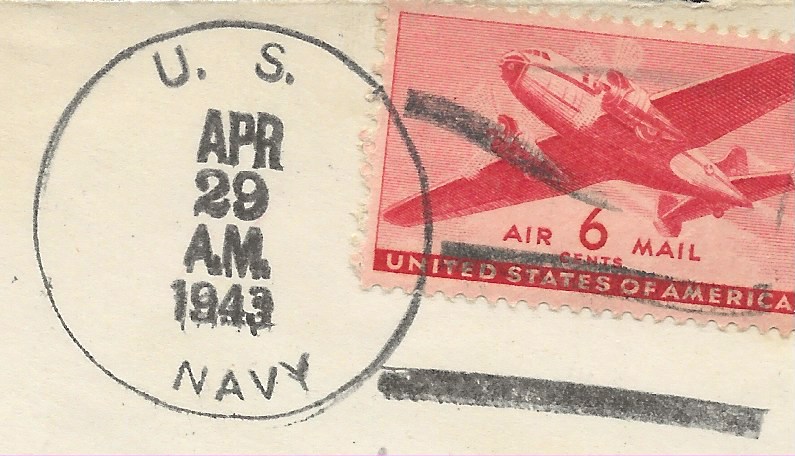 U. S.
APR
29
A.M.
1943
NAVY
AIR 6 MAIL
CENTS
UNITED STATES OF AMERICA